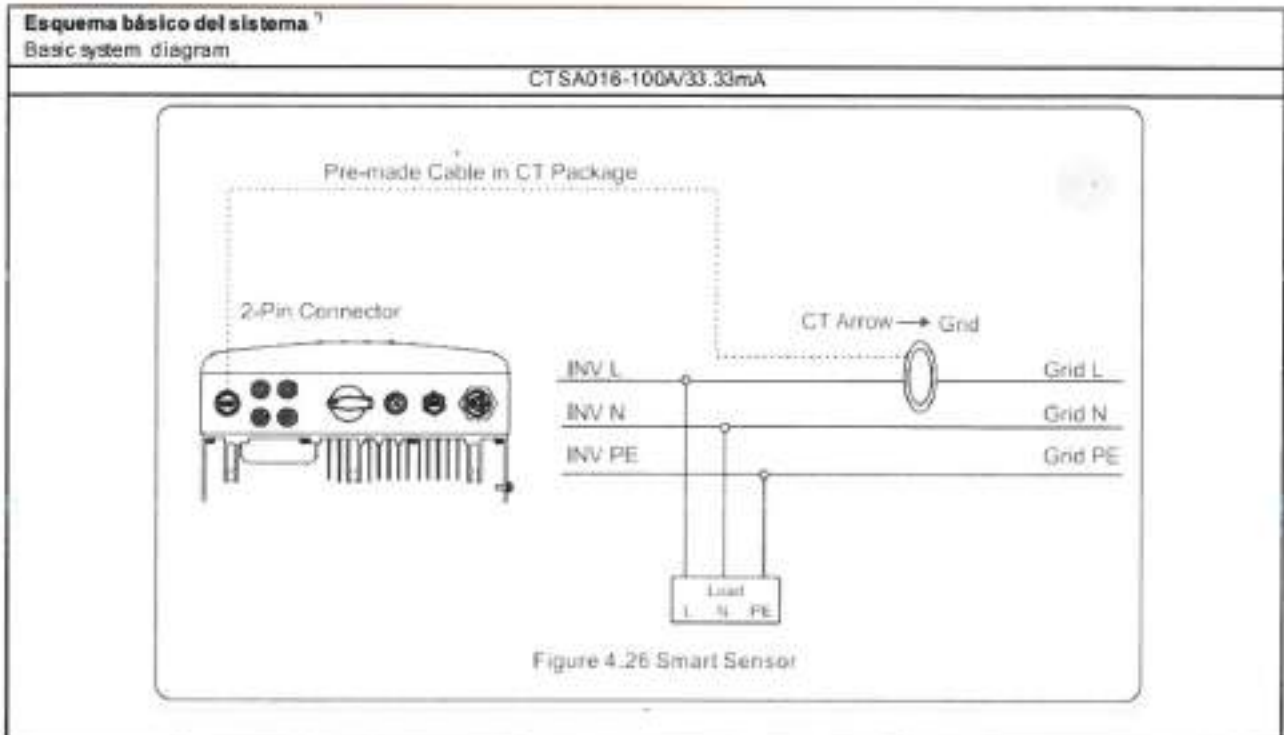 Esquema básico del sistema *)
Basic system diagram
CTSA016-100A/33.33mA
Pre-made Cable in CT Package
2-Pin Connector
CT Arrow → Grid
INV L
Grid L
INV N
Grid N
INV PE
Grid PE
Load
L N PE
Figure 4.26 Smart Sensor